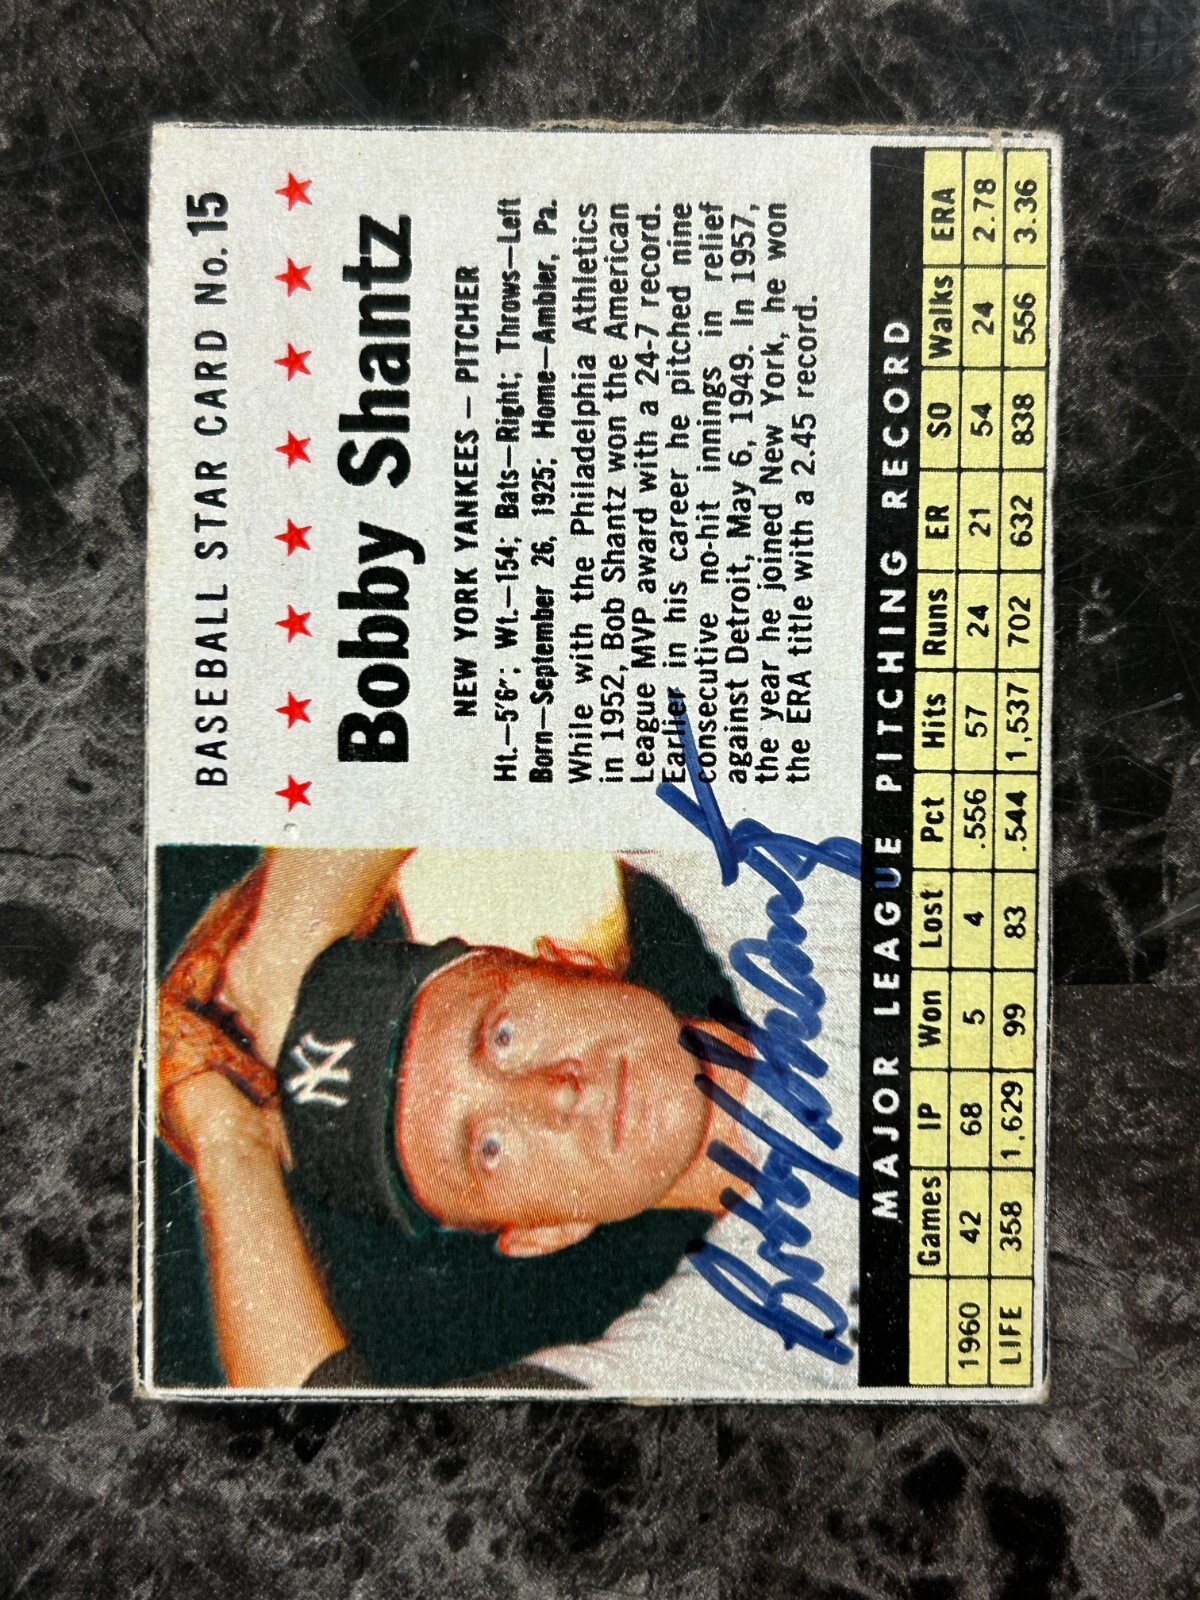 BASEBALL STAR CARD No. 15
Bobby Shantz
NEW YORK YANKEES — PITCHER
Ht.—5'6"; Wt.—154; Bats—Right; Throws—Left
Born—September 26, 1925; Home—Ambler, Pa.
While with the Philadelphia Athletics
in 1952, Bob Shantz won the American
League MVP award with a 24-7 record.
Earlier in his career he pitched nine
consecutive no-hit innings in relief
against Detroit, May 6, 1949. In 1957,
the year he joined New York, he won
the ERA title with a 2.45 record.
NY
Bobby Shantz
MAJOR LEAGUE PITCHING RECORD
Games IP Won Lost Pct Hits Runs ER SO Walks ERA
1960 42 68 5 4 .556 57 24 21 54 24 2.78
LIFE 358 1,629 99 83 .544 1,537 702 632 838 556 3.36